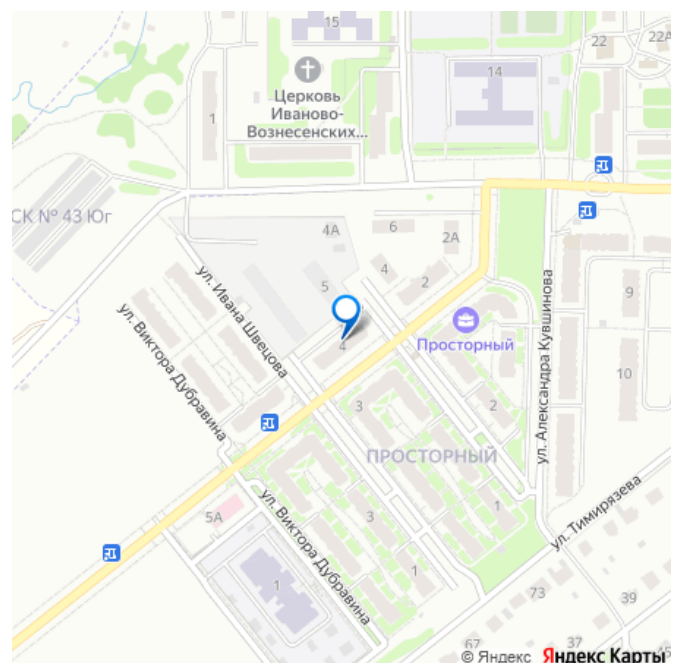 15
22
22А
14
Церковь
Иваново-
Вознесенских...
1
СК № 43 Юг
4А
6
2А
4
2
5
ул. Ивана Швецова
ул. Александра Кувшинова
9
4
Просторный
10
ул. Виктора Дубравина
3
2
ПРОСТОРНЫЙ
5А
ул. Виктора Дубравина
3
1
ул. Тимирязева
1
1
73
39
67
37
45
© Яндекс Яндекс Карты